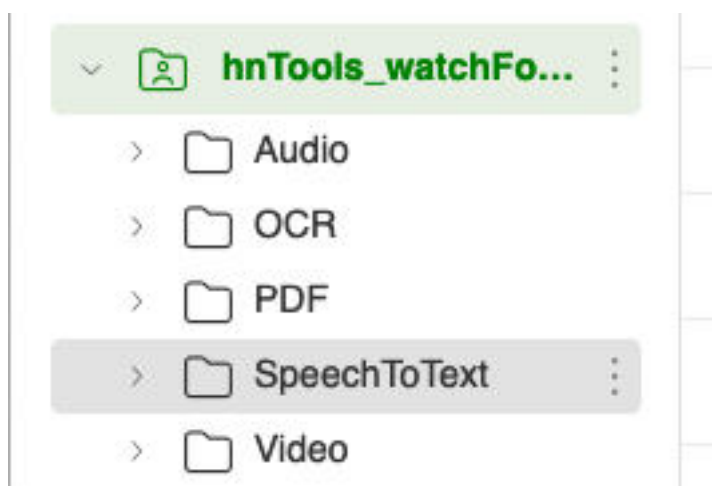 hnTools_watchFo...
Audio
OCR
PDF
SpeechToText
Video